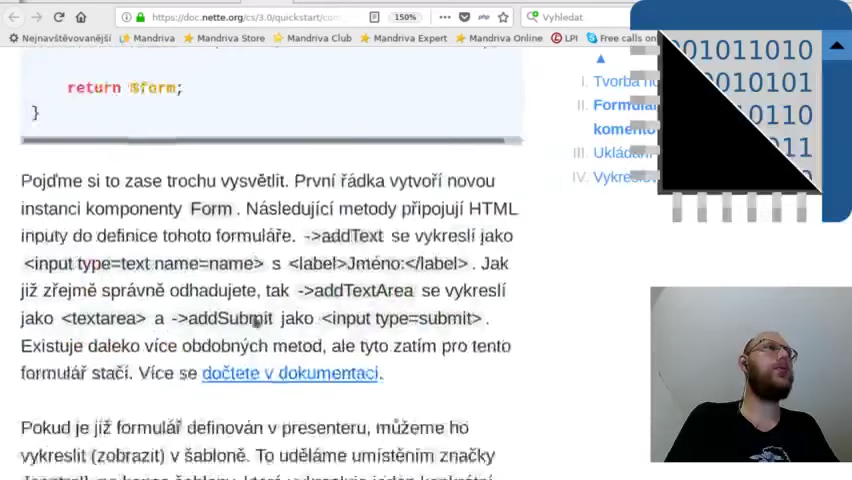 https://doc.nette.org/cs/3.0/quickstart/com
150%
Vyhledat
Nejnavštěvovanější
Mandriva
Mandriva Store
Mandriva Club
Mandriva Expert
Mandriva Online
LPI
Free calls on
return $form;
}
I. Tvorba
II. Formulář
III. Ukládání
IV.
001011010
Pojďme si to zase trochu vysvětlit. První řádka vytvoří novou
instanci komponenty Form. Následující metody připojují HTML
inputy do definice tohoto formuláře. ->addText se vykreslí jako
<input type=text name=name> s <label>Jméno:</label>. Jak
již zřejmě správně odhadujete, tak ->addTextArea se vykreslí
jako <textarea> a ->addSubmit jako <input type=submit>.
Existuje daleko více obdobných metod, ale tyto zatím pro tento
formulář stačí. Více se dočtete v dokumentaci.
Pokud je již formulář definován v presenteru, můžeme ho
vykreslit (zobrazit) v šabloně. To uděláme umístěním značky